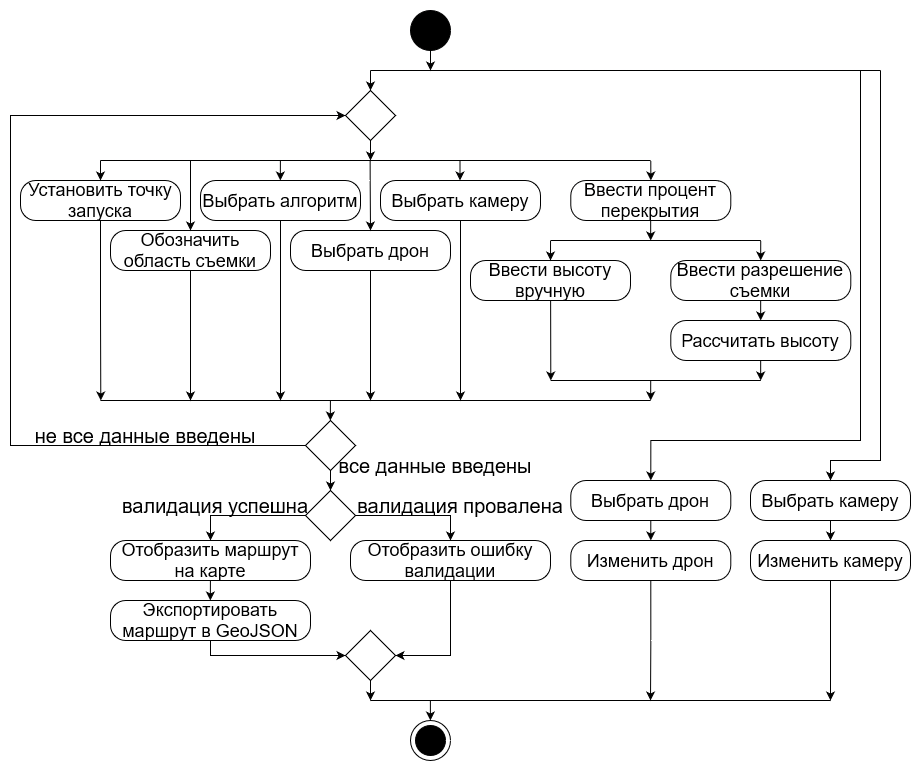 Установить точку
запуска
Выбрать алгоритм
Выбрать камеру
Ввести процент
перекрытия
Обозначить
область съемки
Выбрать дрон
Ввести высоту
вручную
Ввести разрешение
съемки
Рассчитать высоту
не все данные введены
все данные введены
валидация успешна
валидация провалена
Выбрать дрон
Выбрать камеру
Отобразить маршрут
на карте
Отобразить ошибку
валидации
Изменить дрон
Изменить камеру
Экспортировать
маршрут в GeoJSON